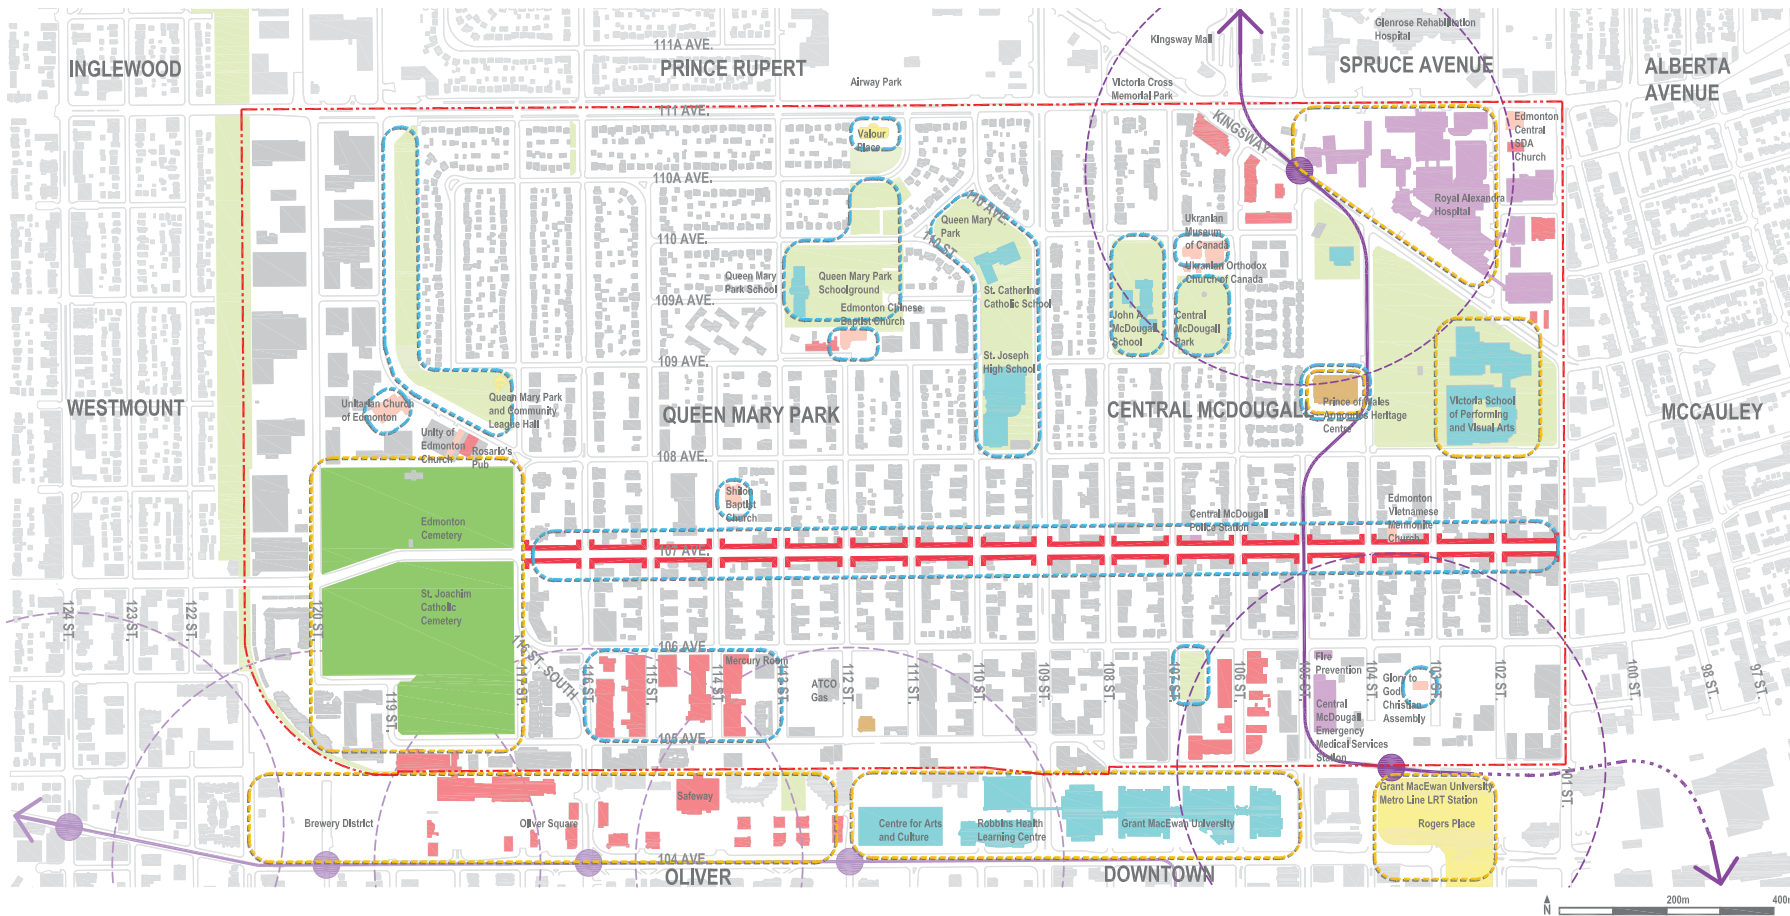 111A AVE.
PRINCE RUPERT
INGLEWOOD
Airway Park
Kingsway Mall
Glenrose Rehabilitation
Hospital
SPRUCE AVENUE
ALBERTA
AVENUE
Victoria Cross
Memorial Park
111 AVE.
KINGSWAY
Edmonton
Central
SDA
Church
Valour
Place
110A AVE.
Royal Alexandra
Hospital
110 AVE.
Queen Mary
Park
110 ST.
110 AVE.
Ukranian
Museum
of Canada
Ukranian Orthodox
Church of Canada
Queen Mary
Park School
Queen Mary Park
Schoolground
109A AVE.
St. Catherine
Catholic School
Edmonton Chinese
Baptist Church
John A
McDougall
School
Central
McDougall
Park
109 AVE.
St. Joseph
High School
WESTMOUNT
Unitarian Church
of Edmonton
Queen Mary Park
and Community
League Hall
QUEEN MARY PARK
CENTRAL MCDOUGALL
Prince of Wales
Armouries Heritage
Centre
Victoria School
of Performing
and Visual Arts
MCCAULEY
Unity of
Edmonton
Church
Rosario's
Pub
108 AVE.
Shiloh
Baptist
Church
Edmonton
Cemetery
Central McDougall
Police Station
Edmonton
Vietnamese
Mennonite
Church
107 AVE.
St. Joachim
Catholic
Cemetery
124 ST.
123 ST.
122 ST.
120 ST.
119 ST.
117 ST.
116 ST. SOUTH
106 AVE.
116 ST.
115 ST.
114 ST.
113 ST.
112 ST.
111 ST.
110 ST.
109 ST.
108 ST.
107 ST.
106 ST.
105 ST.
104 ST.
103 ST.
102 ST.
101 ST.
100 ST.
98 ST.
97 ST.
Mercury Room
ATCO
Gas
Fire
Prevention
Glory to
God
Christian
Assembly
Central
McDougall
Emergency
Medical Services
Station
105 AVE.
Brewery District
Oliver Square
Safeway
Centre for Arts
and Culture
Robbins Health
Learning Centre
Grant MacEwan University
Grant MacEwan University
Metro Line LRT Station
Rogers Place
104 AVE.
OLIVER
DOWNTOWN
N
200m
400